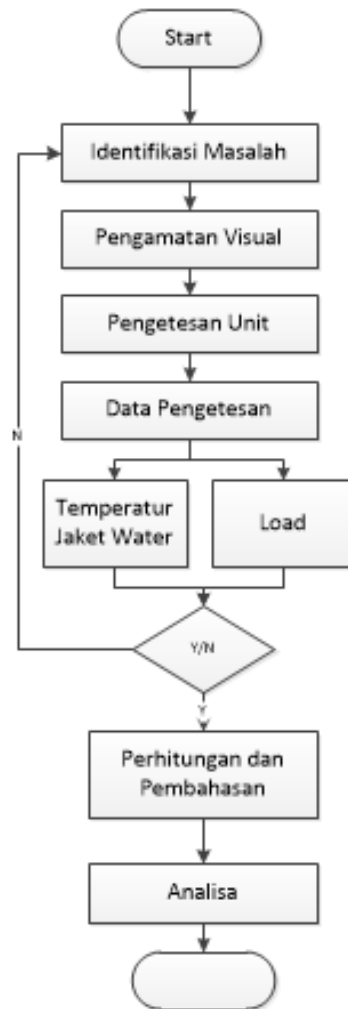 Start
Identifikasi Masalah
Pengamatan Visual
Pengetesan Unit
Data Pengetesan
Temperatur
Jaket Water
Load
N
Y/N
Y
Perhitungan dan
Pembahasan
Analisa